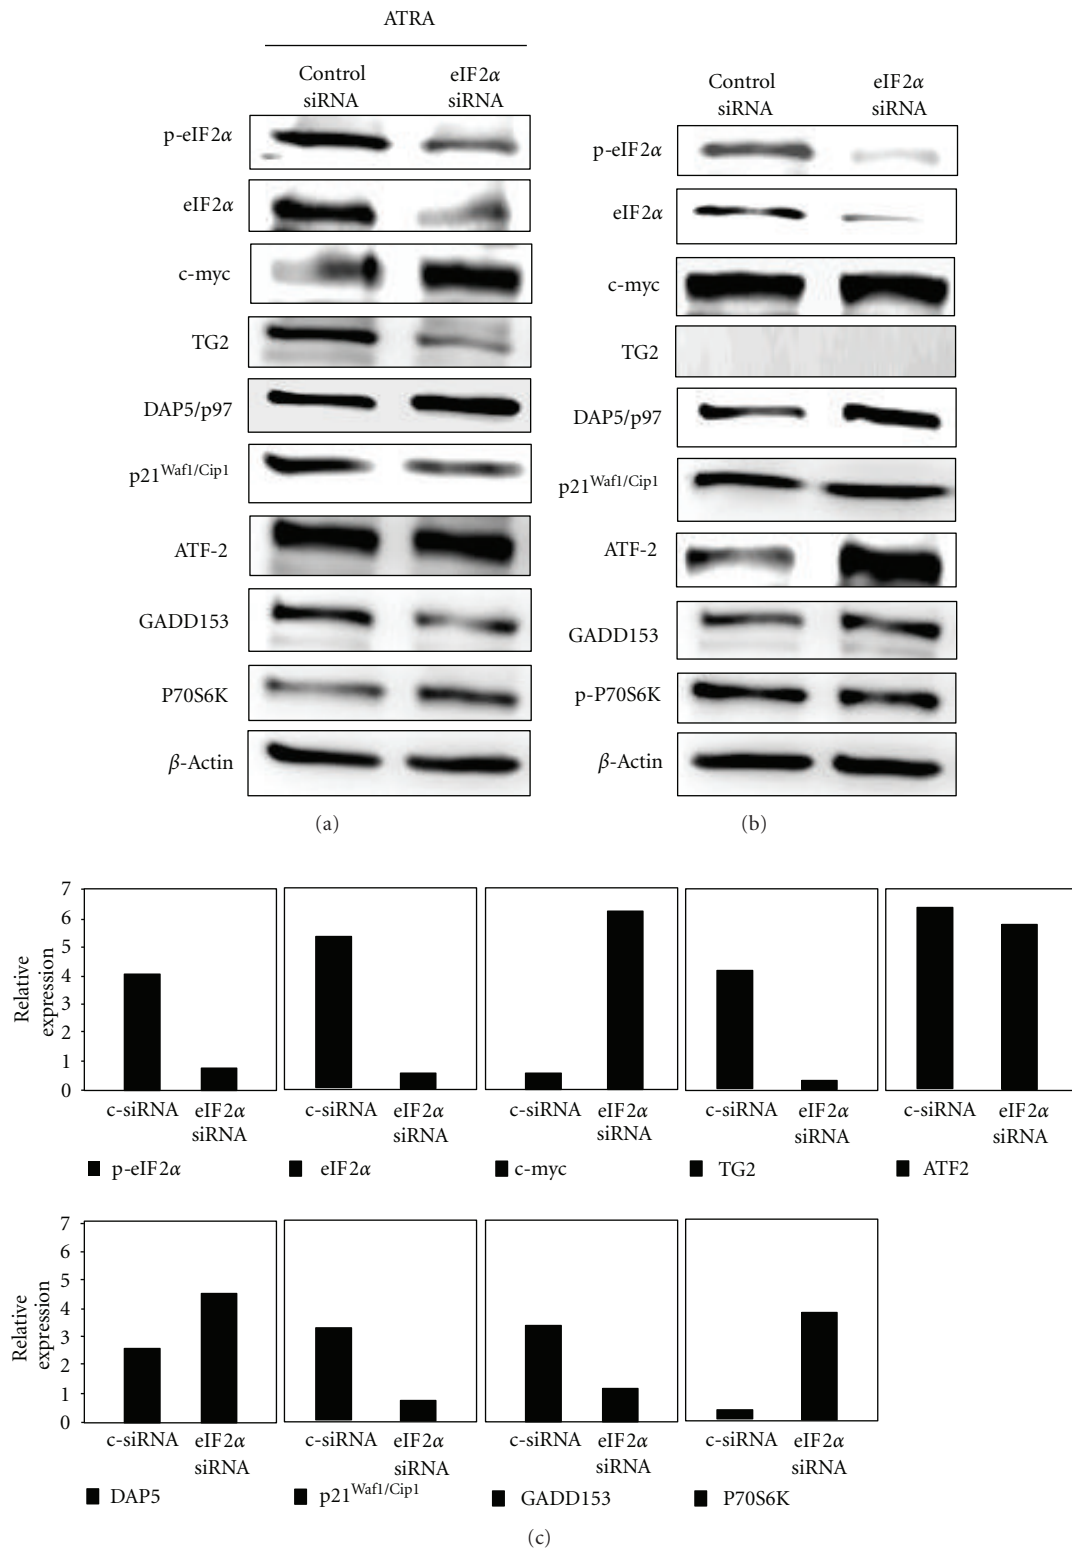 ATRA
Control
siRNA
eIF2α
siRNA
p-eIF2α
eIF2α
c-myc
TG2
DAP5/p97
p21Waf1/Cip1
ATF-2
GADD153
P70S6K
β-Actin
(a)
Control
siRNA
eIF2α
siRNA
p-eIF2α
eIF2α
c-myc
TG2
DAP5/p97
p21Waf1/Cip1
ATF-2
GADD153
p-P70S6K
β-Actin
(b)
Relative
expression
7
6
5
4
3
2
1
0
c-siRNA
eIF2α
siRNA
p-eIF2α
c-siRNA
eIF2α
siRNA
eIF2α
c-siRNA
eIF2α
siRNA
c-myc
c-siRNA
eIF2α
siRNA
TG2
c-siRNA
eIF2α
siRNA
ATF2
Relative
expression
7
6
5
4
3
2
1
0
c-siRNA
eIF2α
siRNA
DAP5
c-siRNA
eIF2α
siRNA
p21Waf1/Cip1
c-siRNA
eIF2α
siRNA
GADD153
c-siRNA
eIF2α
siRNA
P70S6K
(c)